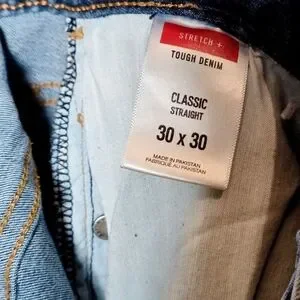 STRETCH +
TOUGH DENIM
CLASSIC
STRAIGHT
30 x 30
MADE IN PAKISTAN
FABRIQUÉ AU PAKISTAN